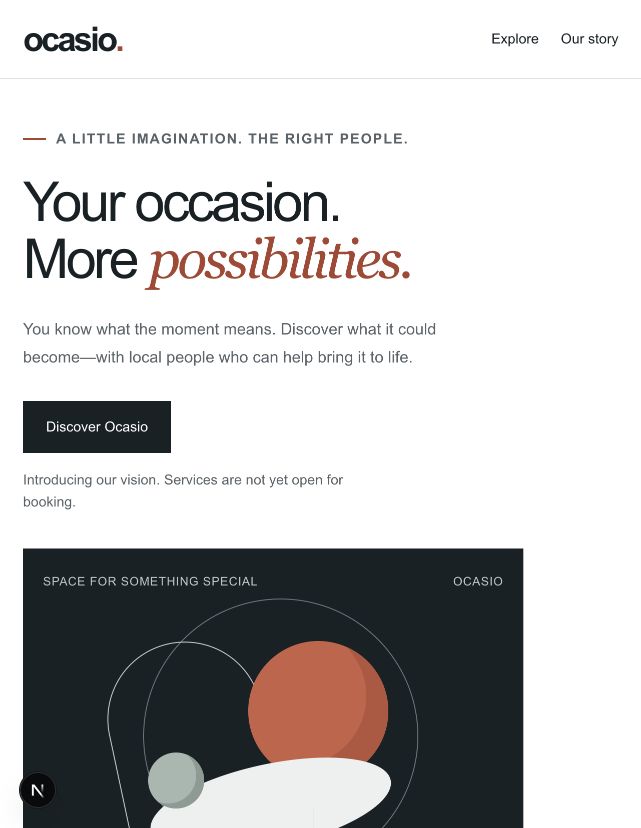 ocasio.
Explore
Our story
A LITTLE IMAGINATION. THE RIGHT PEOPLE.
Your occasion.
More possibilities.
You know what the moment means. Discover what it could
become—with local people who can help bring it to life.
Discover Ocasio
Introducing our vision. Services are not yet open for
booking.
SPACE FOR SOMETHING SPECIAL
OCASIO
N